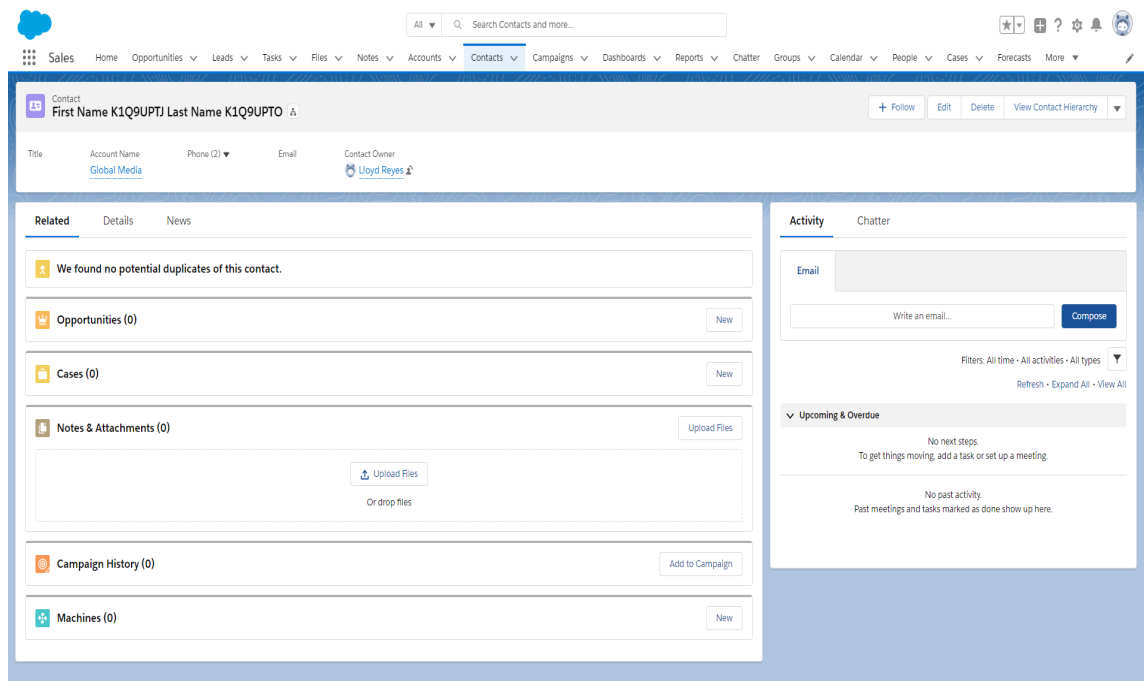 All
Search Contacts and more...
Sales Home Opportunities Leads Tasks Files Notes Accounts Contacts Campaigns Dashboards Reports Chatter Groups Calendar People Cases Forecasts More
Contact
First Name K1Q9UPTJ Last Name K1Q9UPTO
+ Follow Edit Delete View Contact Hierarchy
Title Account Name Phone (2) Email Contact Owner
Global Media Lloyd Reyes
Related Details News
We found no potential duplicates of this contact.
Opportunities (0) New
Cases (0) New
Notes & Attachments (0) Upload Files
Upload Files
Or drop files
Campaign History (0) Add to Campaign
Machines (0) New
Activity Chatter
Email
Write an email... Compose
Filters: All time • All activities • All types
Refresh • Expand All • View All
Upcoming & Overdue
No next steps.
To get things moving, add a task or set up a meeting.
No past activity.
Past meetings and tasks marked as done show up here.